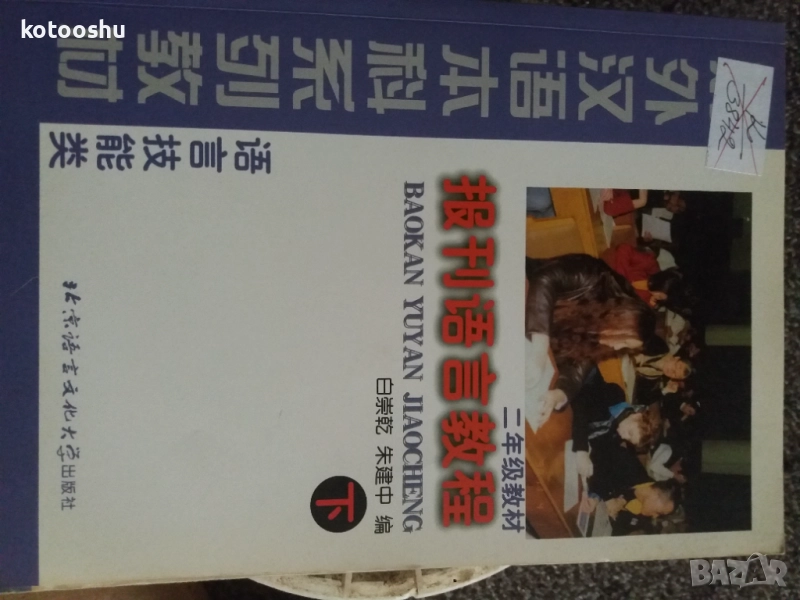 kotooshu
外汉语本科系列教材
语言技能类
二年级教材
报刊语言教程
BAOKAN YUYAN JIAOCHENG
下
白崇乾 朱建中 编
北京语言文化大学出版社
BAZAR